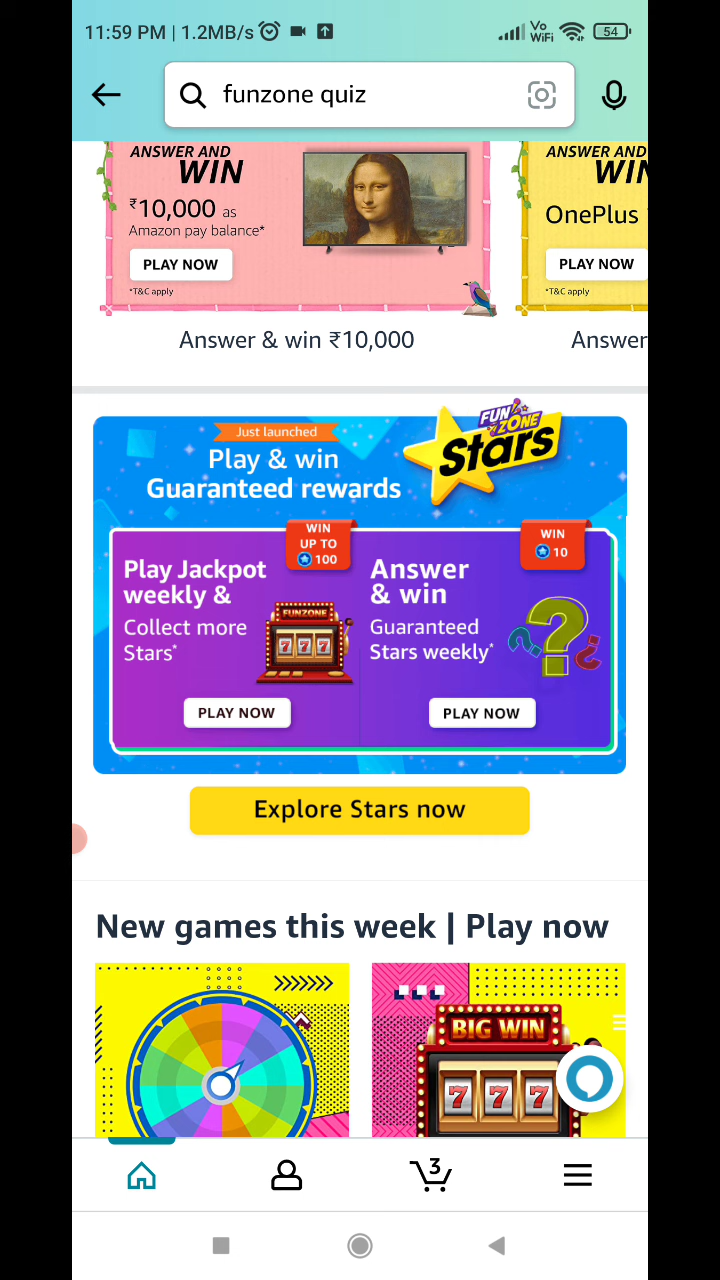 11:59 PM | 1.2MB/s
Vo
WiFi
54
funzone quiz
ANSWER AND
WIN
₹10,000 as
Amazon pay balance*
PLAY NOW
*T&C apply
Answer & win ₹10,000
ANSWER AND
WIN
OnePlus
PLAY NOW
*T&C apply
Answer
Just launched
Play & win
Guaranteed rewards
FUN
ZONE
Stars
Play Jackpot
weekly &
Collect more
Stars*
WIN
UP TO
100
FUNZONE
777
PLAY NOW
Answer
& win
Guaranteed
Stars weekly*
WIN
10
PLAY NOW
Explore Stars now
New games this week | Play now
BIG WIN
777
3